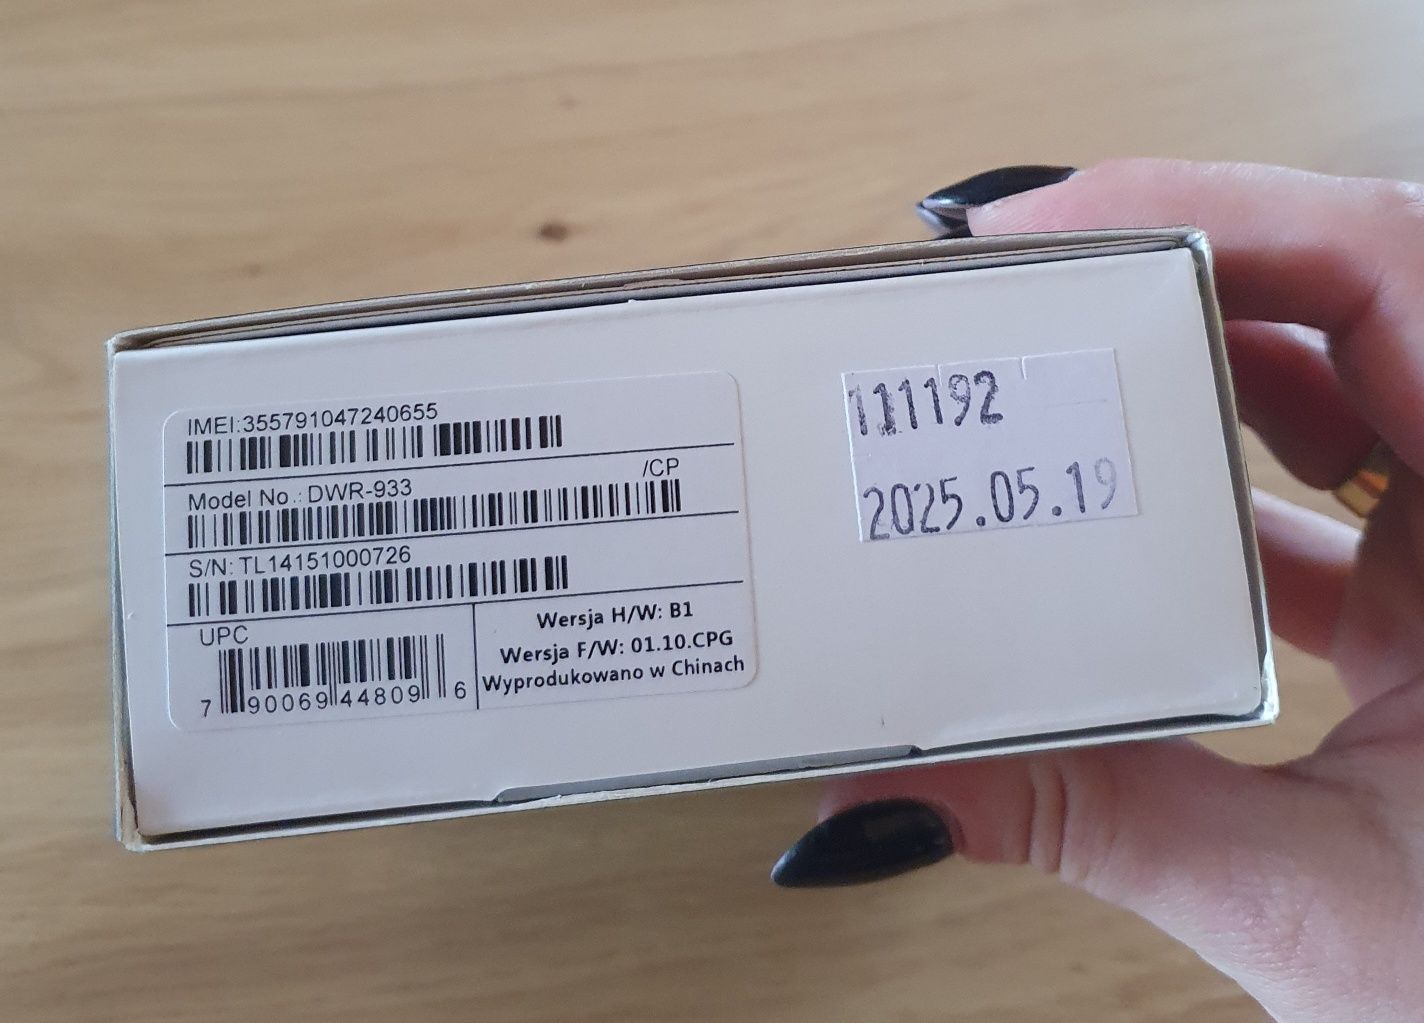 IMEI:355791047240655
/CP
Model No.: DWR-933
S/N: TL14151000726
UPC
7 90069 44809 6
Wersja H/W: B1
Wersja F/W: 01.10.CPG
Wyprodukowano w Chinach
111192
2025.05.19